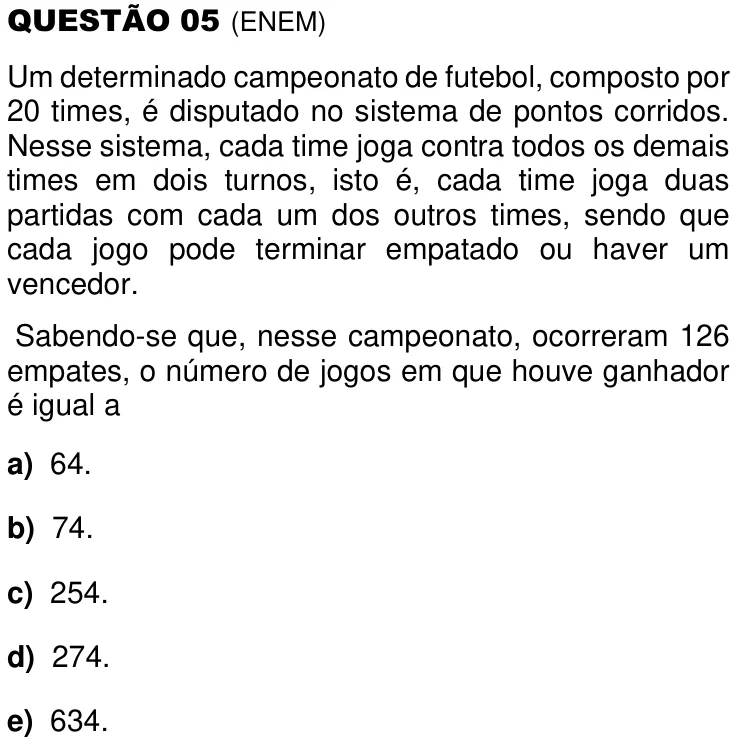 QUESTÃO 05 (ENEM)
Um determinado campeonato de futebol, composto por
20 times, é disputado no sistema de pontos corridos.
Nesse sistema, cada time joga contra todos os demais
times em dois turnos, isto é, cada time joga duas
partidas com cada um dos outros times, sendo que
cada jogo pode terminar empatado ou haver um
vencedor.
Sabendo-se que, nesse campeonato, ocorreram 126
empates, o número de jogos em que houve ganhador
é igual a
a) 64.
b) 74.
c) 254.
d) 274.
e) 634.